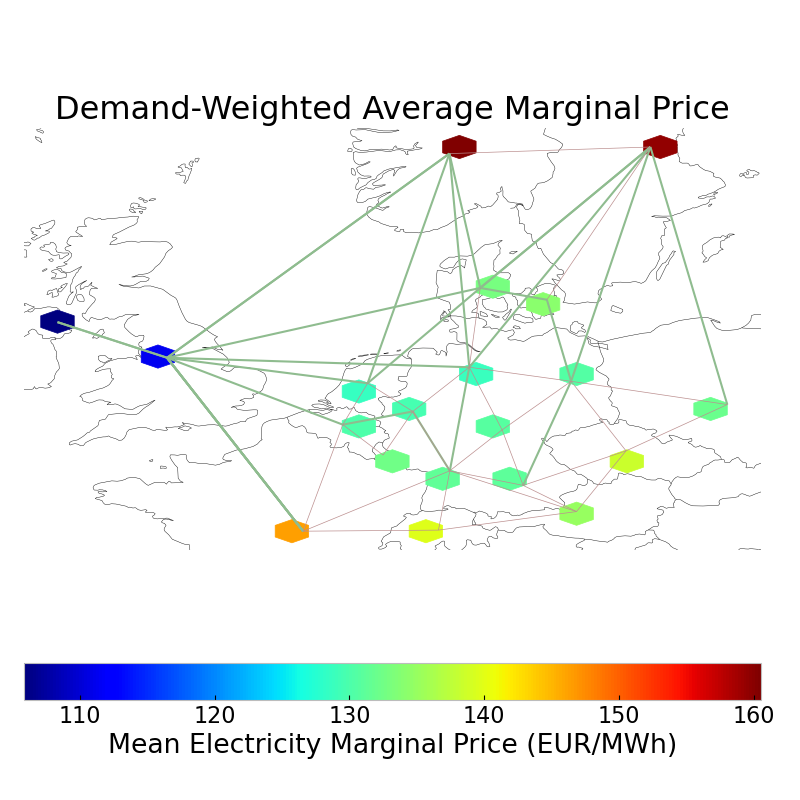 Demand-Weighted Average Marginal Price
110 120 130 140 150 160
Mean Electricity Marginal Price (EUR/MWh)